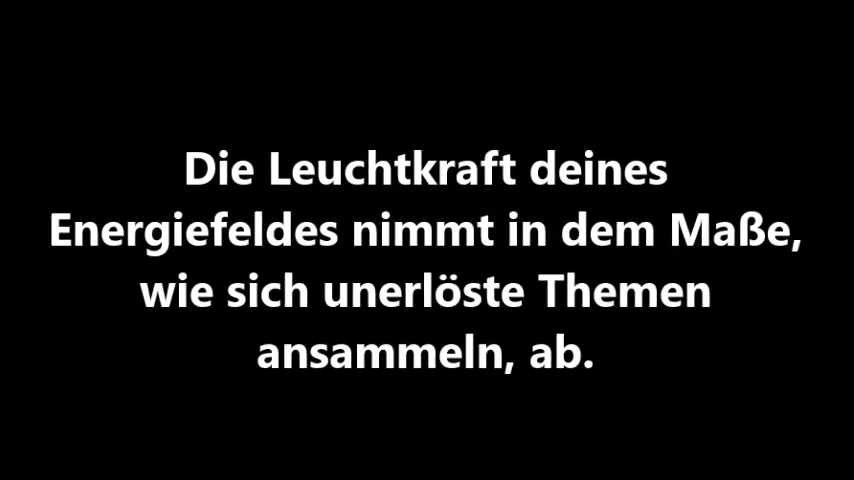 Die Leuchtkraft deines
Energiefeldes nimmt in dem Maße,
wie sich unerlöste Themen
ansammeln, ab.